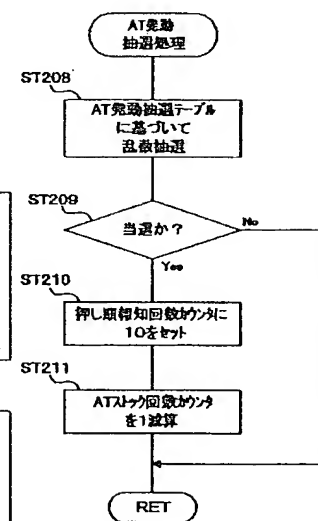 AT発動
抽選処理
ST208
AT発動抽選テーブル
に基づいて
乱数抽選
ST209
当選か?
No
Yes
ST210
押し順報知回数カウンタに
10をセット
ST211
ATストック回数カウンタ
を1減算
RET